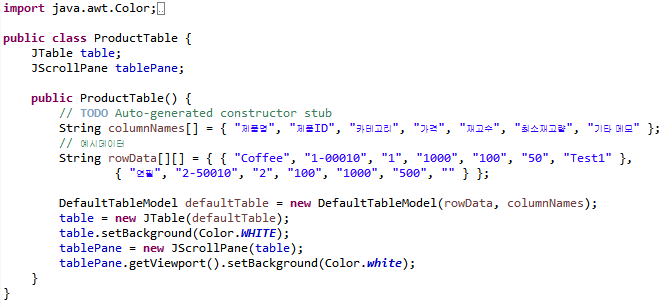 import java.awt.Color;

public class ProductTable {
    JTable table;
    JScrollPane tablePane;

    public ProductTable() {
        // TODO Auto-generated constructor stub
        String columnNames[] = { "제품명", "제품ID", "카테고리", "가격", "재고수", "최소재고량", "기타 메모" };
        // 예시데이터
        String rowData[][] = { { "Coffee", "1-00010", "1", "1000", "100", "50", "Test1" },
                { "연필", "2-50010", "2", "100", "1000", "500", "" } };

        DefaultTableModel defaultTable = new DefaultTableModel(rowData, columnNames);
        table = new JTable(defaultTable);
        table.setBackground(Color.WHITE);
        tablePane = new JScrollPane(table);
        tablePane.getViewport().setBackground(Color.white);
    }
}